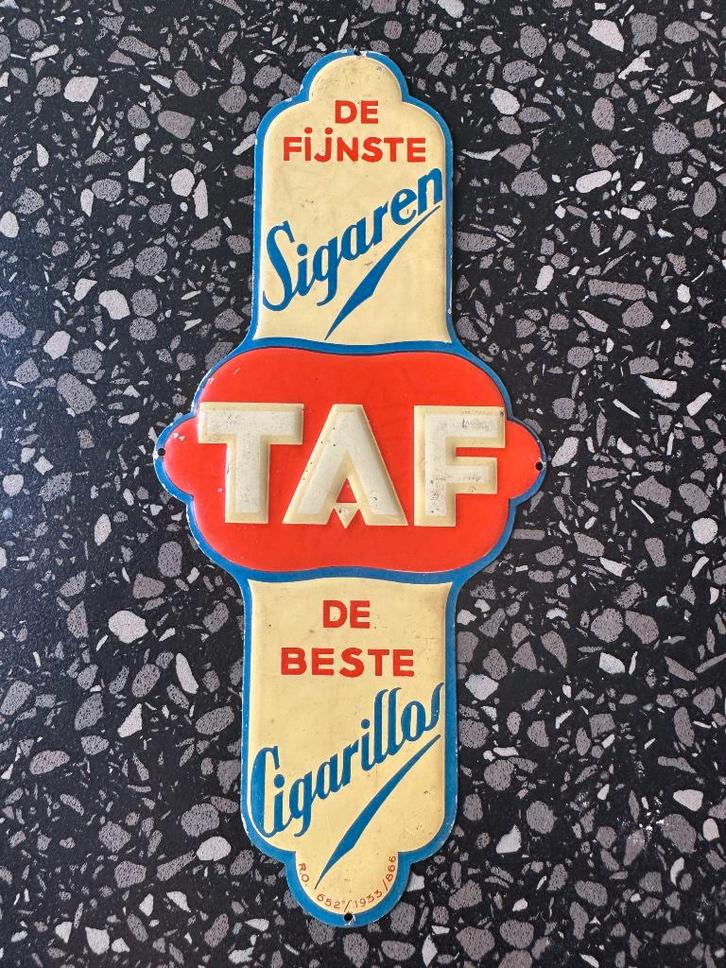 DE
FIJNSTE
Sigaren
TAF
DE
BESTE
Cigarillos
R.O. 652/1933/866